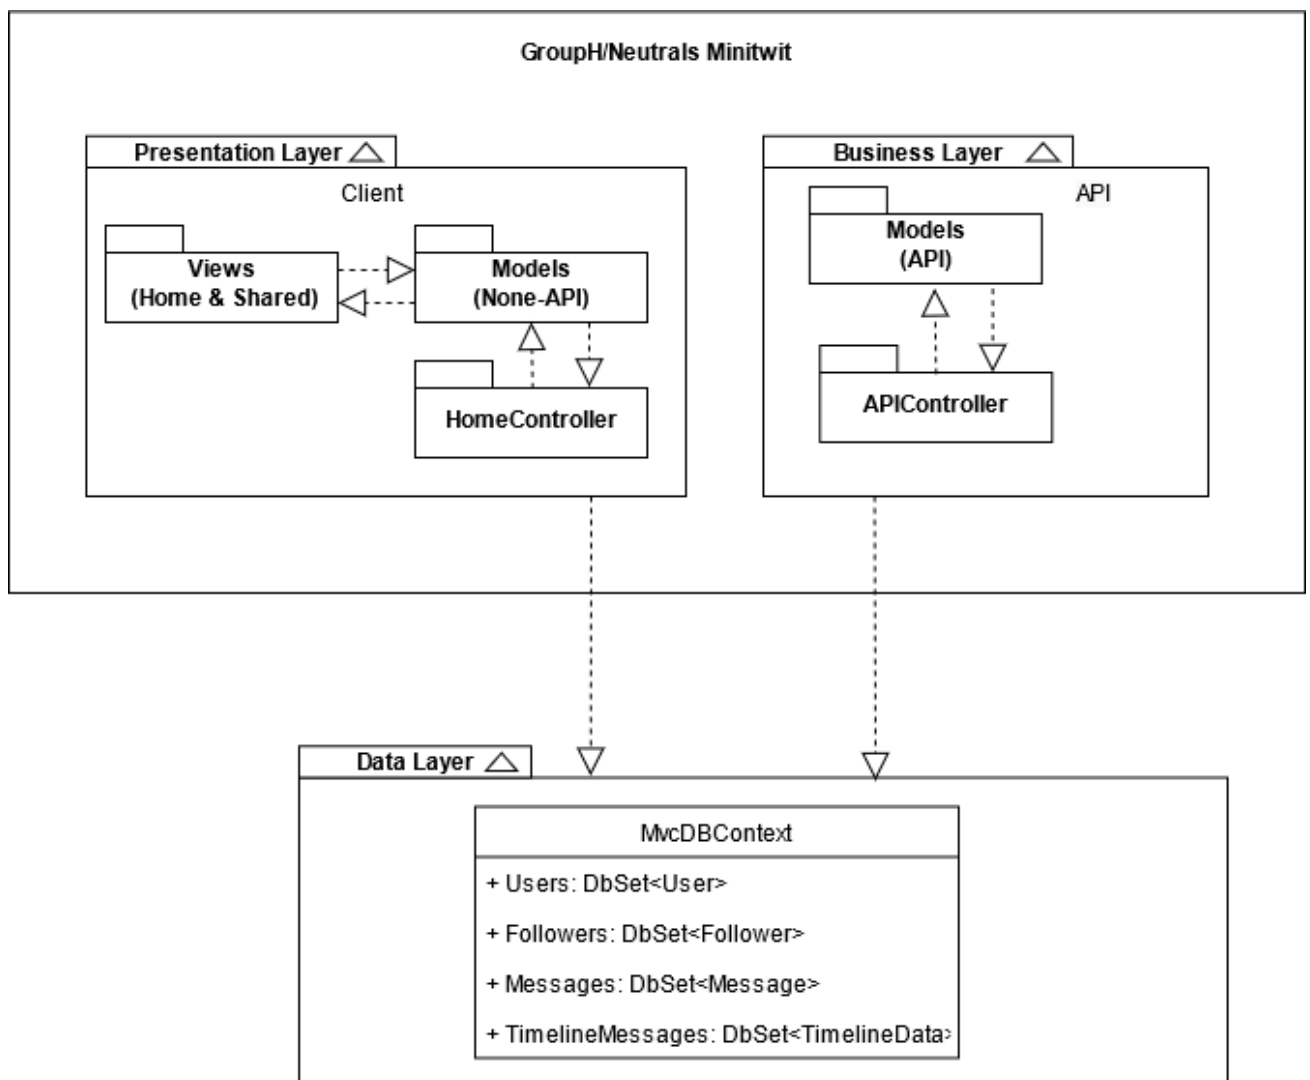 GroupH/Neutrals Minitwit
Presentation Layer
Client
Views
(Home & Shared)
Models
(None-API)
HomeController
Business Layer
API
Models
(API)
APIController
Data Layer
MvcDBContext
+ Users: DbSet<User>
+ Followers: DbSet<Follower>
+ Messages: DbSet<Message>
+ TimelineMessages: DbSet<TimelineData>